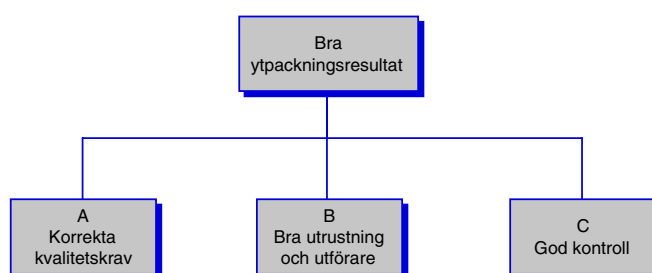 Bra
ytpackningsresultat
A
Korrekta
kvalitetskrav
B
Bra utrustning
och utförare
C
God kontroll